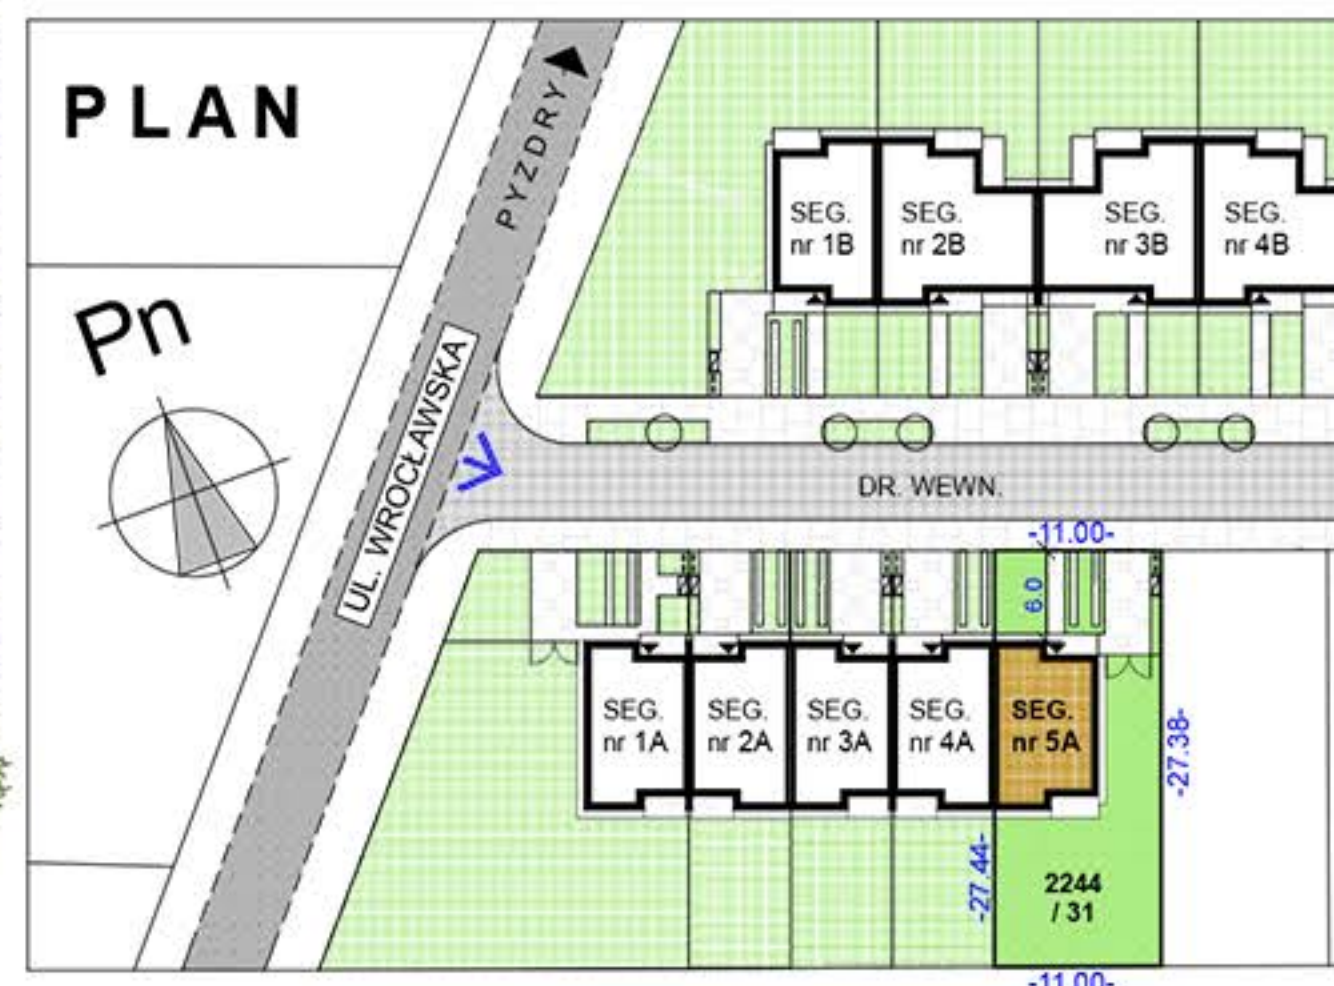 PLAN
PYZDRY
Pn
UL. WROCŁAWSKA
SEG.
nr 1B
SEG.
nr 2B
SEG.
nr 3B
SEG.
nr 4B
DR. WEWN.
-11.00-
6.0
SEG.
nr 1A
SEG.
nr 2A
SEG.
nr 3A
SEG.
nr 4A
SEG.
nr 5A
-27.38-
-27.44-
2244
/ 31
-11.00-